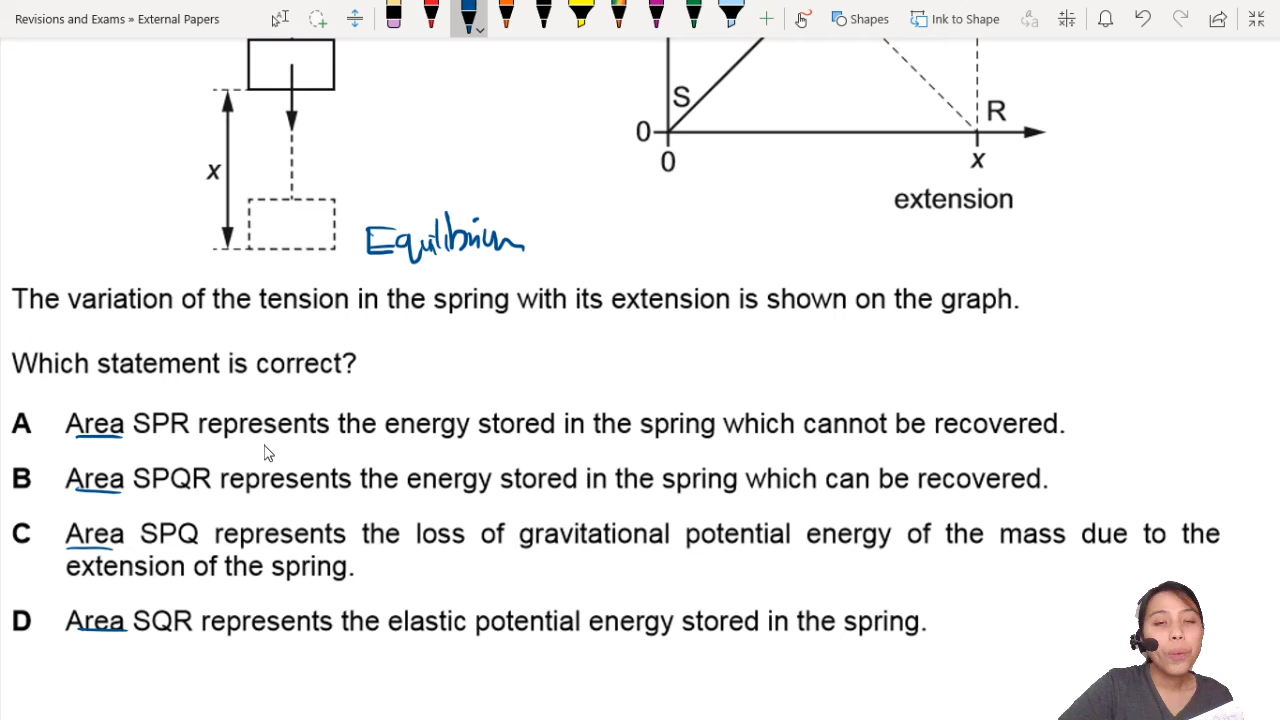 Revisions and Exams » External Papers
Shapes
Ink to Shape
S
R
0
0
x
x
extension
Equilibrium
The variation of the tension in the spring with its extension is shown on the graph.
Which statement is correct?
A Area SPR represents the energy stored in the spring which cannot be recovered.
B Area SPQR represents the energy stored in the spring which can be recovered.
C Area SPQ represents the loss of gravitational potential energy of the mass due to the
extension of the spring.
D Area SQR represents the elastic potential energy stored in the spring.